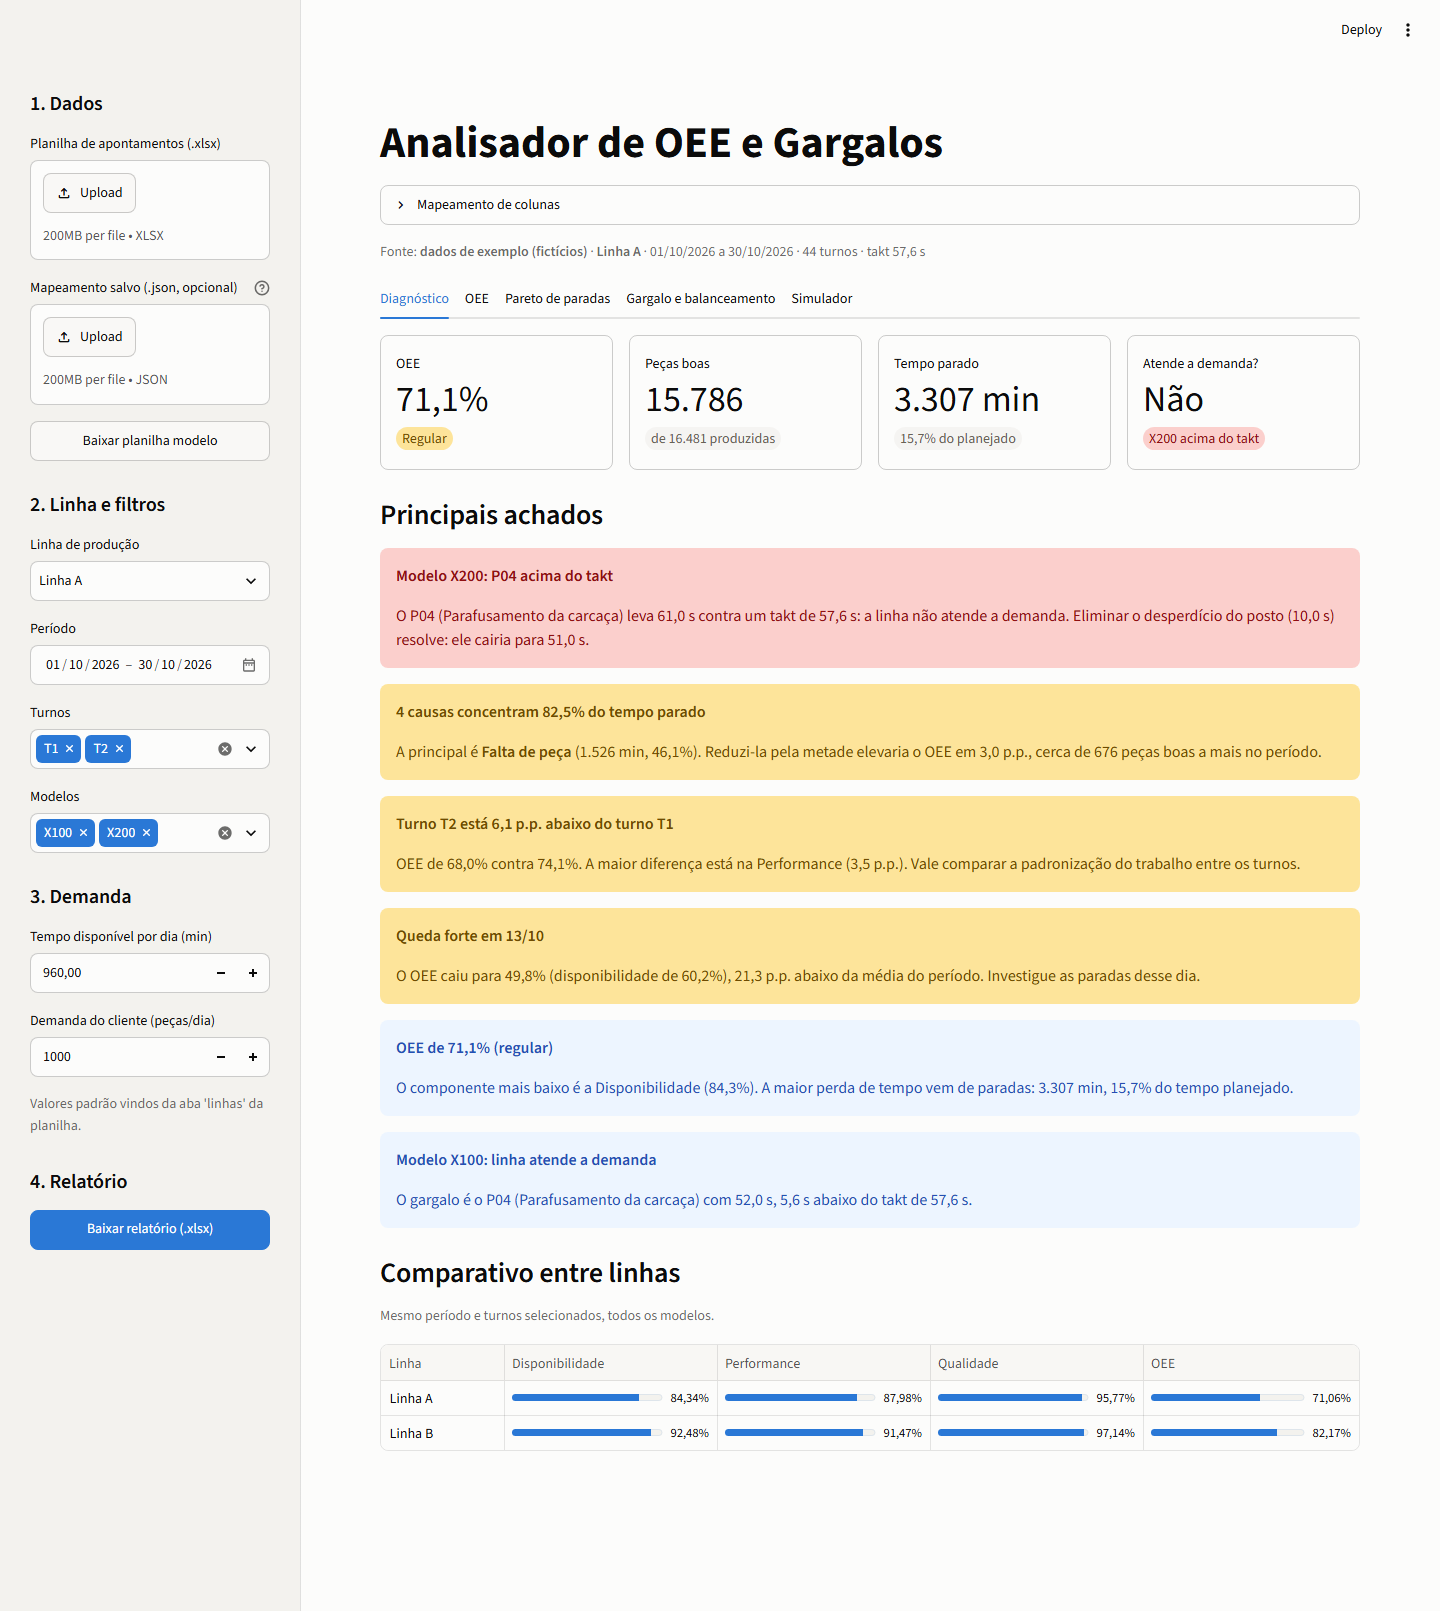 Deploy
1. Dados
Planilha de apontamentos (.xlsx)
Upload
200MB per file • XLSX
Mapeamento salvo (.json, opcional)
Upload
200MB per file • JSON
Baixar planilha modelo
2. Linha e filtros
Linha de produção
Linha A
Período
01 / 10 / 2026 – 30 / 10 / 2026
Turnos
T1 T2
Modelos
X100 X200
3. Demanda
Tempo disponível por dia (min)
960,00
Demanda do cliente (peças/dia)
1000
Valores padrão vindos da aba 'linhas' da
planilha.
4. Relatório
Baixar relatório (.xlsx)
Analisador de OEE e Gargalos
Mapeamento de colunas
Fonte: dados de exemplo (fictícios) · Linha A · 01/10/2026 a 30/10/2026 · 44 turnos · takt 57,6 s
Diagnóstico OEE Pareto de paradas Gargalo e balanceamento Simulador
OEE
71,1%
Regular
Peças boas
15.786
de 16.481 produzidas
Tempo parado
3.307 min
15,7% do planejado
Atende a demanda?
Não
X200 acima do takt
Principais achados
Modelo X200: P04 acima do takt
O P04 (Parafusamento da carcaça) leva 61,0 s contra um takt de 57,6 s: a linha não atende a demanda. Eliminar o desperdício do posto (10,0 s)
resolve: ele cairia para 51,0 s.
4 causas concentram 82,5% do tempo parado
A principal é Falta de peça (1.526 min, 46,1%). Reduzi-la pela metade elevaria o OEE em 3,0 p.p., cerca de 676 peças boas a mais no período.
Turno T2 está 6,1 p.p. abaixo do turno T1
OEE de 68,0% contra 74,1%. A maior diferença está na Performance (3,5 p.p.). Vale comparar a padronização do trabalho entre os turnos.
Queda forte em 13/10
O OEE caiu para 49,8% (disponibilidade de 60,2%), 21,3 p.p. abaixo da média do período. Investigue as paradas desse dia.
OEE de 71,1% (regular)
O componente mais baixo é a Disponibilidade (84,3%). A maior perda de tempo vem de paradas: 3.307 min, 15,7% do tempo planejado.
Modelo X100: linha atende a demanda
O gargalo é o P04 (Parafusamento da carcaça) com 52,0 s, 5,6 s abaixo do takt de 57,6 s.
Comparativo entre linhas
Mesmo período e turnos selecionados, todos os modelos.
Linha Disponibilidade Performance Qualidade OEE
Linha A 84,34% 87,98% 95,77% 71,06%
Linha B 92,48% 91,47% 97,14% 82,17%